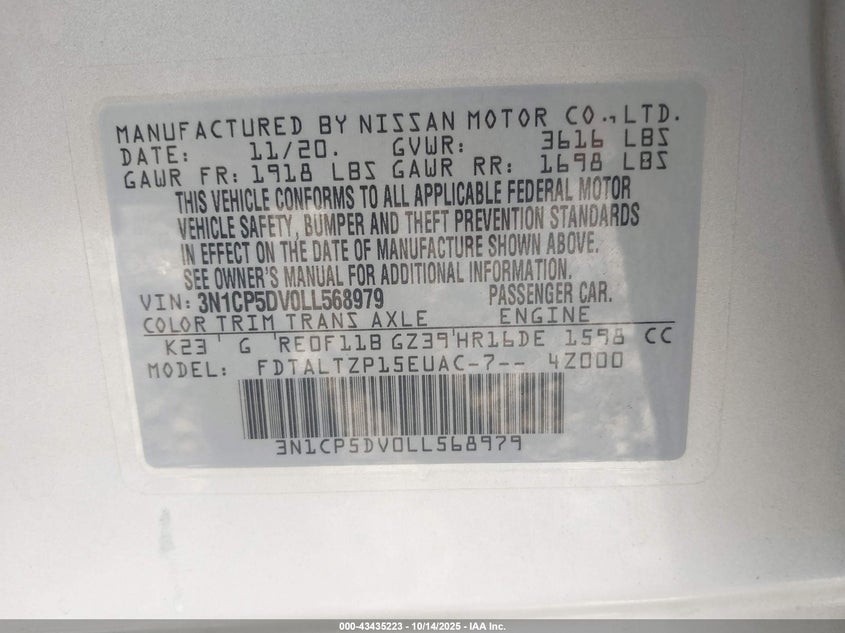 MANUFACTURED BY NISSAN MOTOR CO., LTD.
DATE: 11/20. GVWR: 3616 LBS
GAWR FR: 1918 LBS GAWR RR: 1698 LBS
THIS VEHICLE CONFORMS TO ALL APPLICABLE FEDERAL MOTOR
VEHICLE SAFETY, BUMPER AND THEFT PREVENTION STANDARDS
IN EFFECT ON THE DATE OF MANUFACTURE SHOWN ABOVE.
SEE OWNER'S MANUAL FOR ADDITIONAL INFORMATION.
VIN: 3N1CP5DV0LL568979 PASSENGER CAR.
COLOR TRIM TRANS AXLE ENGINE
K23 G RE0F11B GZ39 HR16DE 1598 CC
MODEL: FDTALTZP15EUAC-7-- 4Z000
3N1CP5DV0LL568979
000-43435223 - 10/14/2025 - IAA Inc.